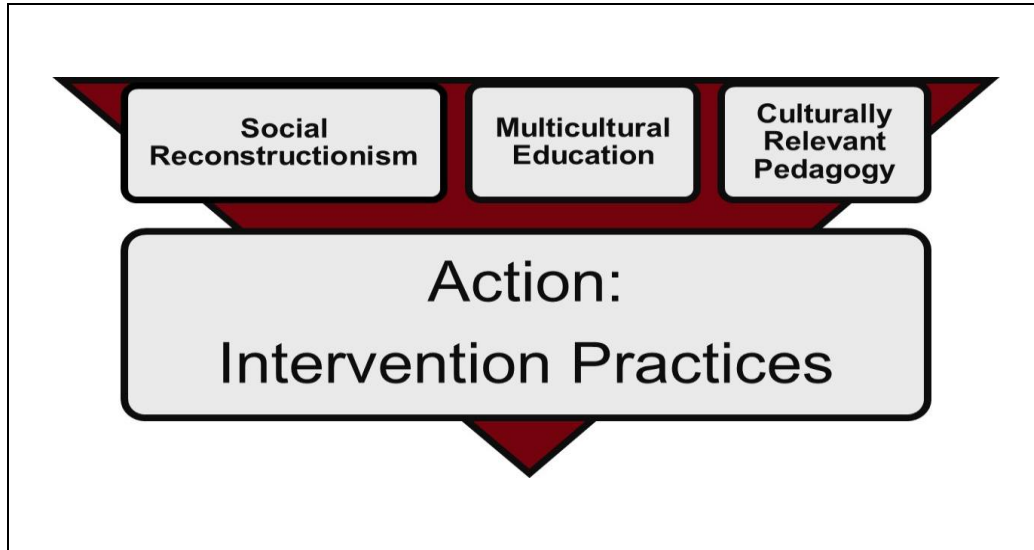 Social
Reconstructionism
Multicultural
Education
Culturally
Relevant
Pedagogy
Action:
Intervention Practices